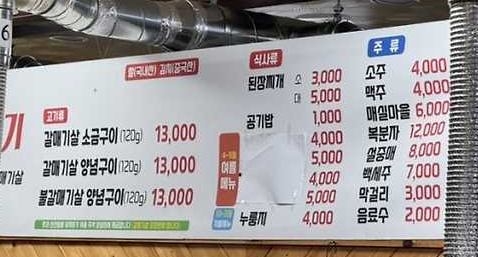 6
기
매기살
쌀(국내산) 김치(중국산)
고기류
갈매기살 소금구이(120g) 13,000
갈매기살 양념구이(120g) 13,000
불갈매기살 양념구이(120g) 13,000
식사류
된장찌개 소 3,000
대 5,000
공기밥 1,000
여름
메뉴
4,000
5,000
4,000
5,000
누룽지 4,000
주 류
소주 4,000
맥주 4,000
매실마을 6,000
복분자 12,000
설중매 8,000
백세주 7,000
막걸리 3,000
음료수 2,000